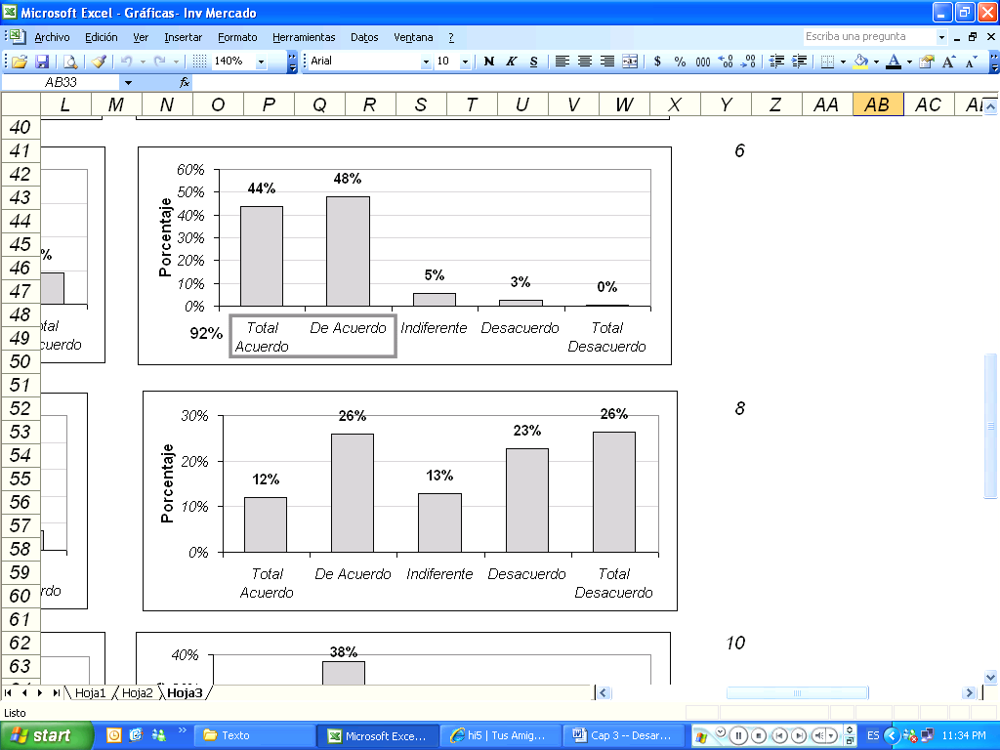 Microsoft Excel - Gráficas- Inv Mercado
Archivo Edición Ver Insertar Formato Herramientas Datos Ventana ?
Escriba una pregunta
140% Arial 10 N K S $ % 000
AB33 fx
L M N O P Q R S T U V W X Y Z AA AB AC
40
41 6
42
43
44
45
46
47
48
49
50
51
52 8
53
54
55
56
57
58
59
60
61
62 10
63
Porcentaje
60%
50%
40%
30%
20%
10%
0%
44% 48% 5% 3% 0%
92% Total Acuerdo De Acuerdo Indiferente Desacuerdo Total Desacuerdo
Porcentaje
30%
20%
10%
0%
12% 26% 13% 23% 26%
Total Acuerdo De Acuerdo Indiferente Desacuerdo Total Desacuerdo
40% 38%
Hoja1 Hoja2 Hoja3
Listo
start Texto Microsoft Exce... hi5 | Tus Amig... Cap 3 -- Desar... ES 11:34 PM